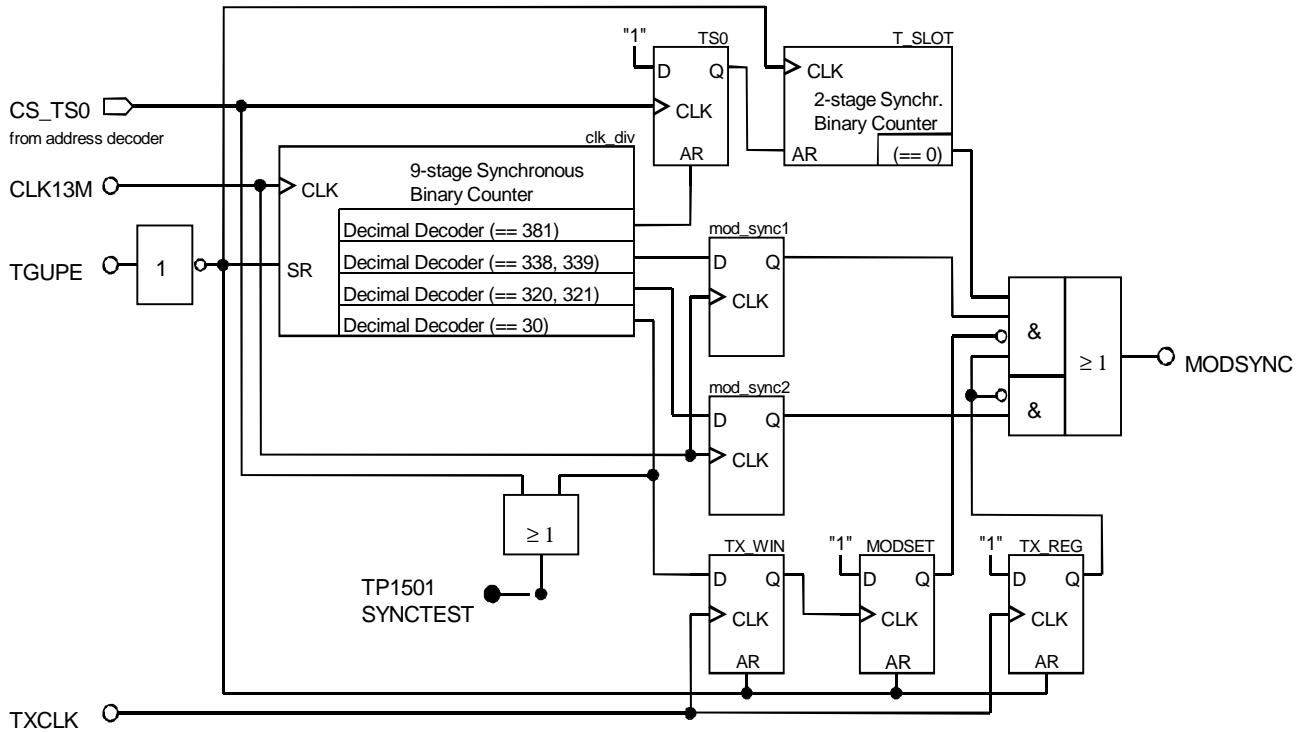 "1"
TS0
T_SLOT
D
Q
CLK
CLK
2-stage Synchr.
Binary Counter
AR
AR
(== 0)
CS_TS0
from address decoder
clk_div
CLK13M
CLK
9-stage Synchronous
Binary Counter
Decimal Decoder (== 381)
Decimal Decoder (== 338, 339)
Decimal Decoder (== 320, 321)
Decimal Decoder (== 30)
TGUPE
1
SR
mod_sync1
D
Q
CLK
&
≥ 1
MODSYNC
&
mod_sync2
D
Q
CLK
≥ 1
TP1501
SYNCTEST
TX_WIN
D
Q
CLK
AR
"1"
MODSET
D
Q
CLK
AR
"1"
TX_REG
D
Q
CLK
AR
TXCLK